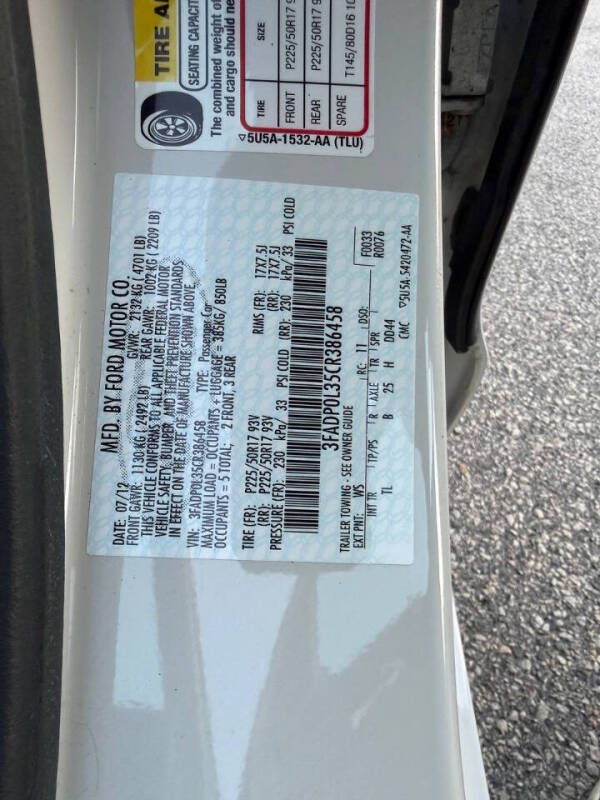 TIRE A
SEATING CAPACIT
The combined weight of
and cargo should ne
TIRE SIZE
FRONT P225/50R17 9
REAR P225/50R17 9
SPARE T145/80D16 10
▽5U5A-1532-AA (TLU)
MFD. BY FORD MOTOR CO.
07/12 GVWR: 2132 KG ( 4701 LB)
FRONT GAWR: 1130 KG ( 2492 LB) REAR GAWR: 1002 KG ( 2209 LB)
THIS VEHICLE CONFORMS TO ALL APPLICABLE FEDERAL MOTOR
VEHICLE SAFETY, BUMPER, AND THEFT PREVENTION STANDARDS
IN EFFECT ON THE DATE OF MANUFACTURE SHOWN ABOVE.
VIN: 3FADP0L35CR386458 TYPE: Passenger Car
MAXIMUM LOAD = OCCUPANTS + LUGGAGE = 385KG/ 850LB
OCCUPANTS = 5 TOTAL: 2 FRONT, 3 REAR
TIRE (FR): P225/50R17 93V RIMS (FR): 17X7.5J
(RR): P225/50R17 93V (RR): 17X7.5J
PRESSURE (FR): 230 kPa/ 33 PSI COLD (RR): 230 kPa/ 33 PSI COLD
3FADP0L35CR386458
TRAILER TOWING - SEE OWNER GUIDE F0033
EXT PNT: WS RC: 11 DSO: R0076
INT TR TP/PS R AXLE TR SPR
TL B 25 H DD44
CMC ▽5U5A-5420472-AA